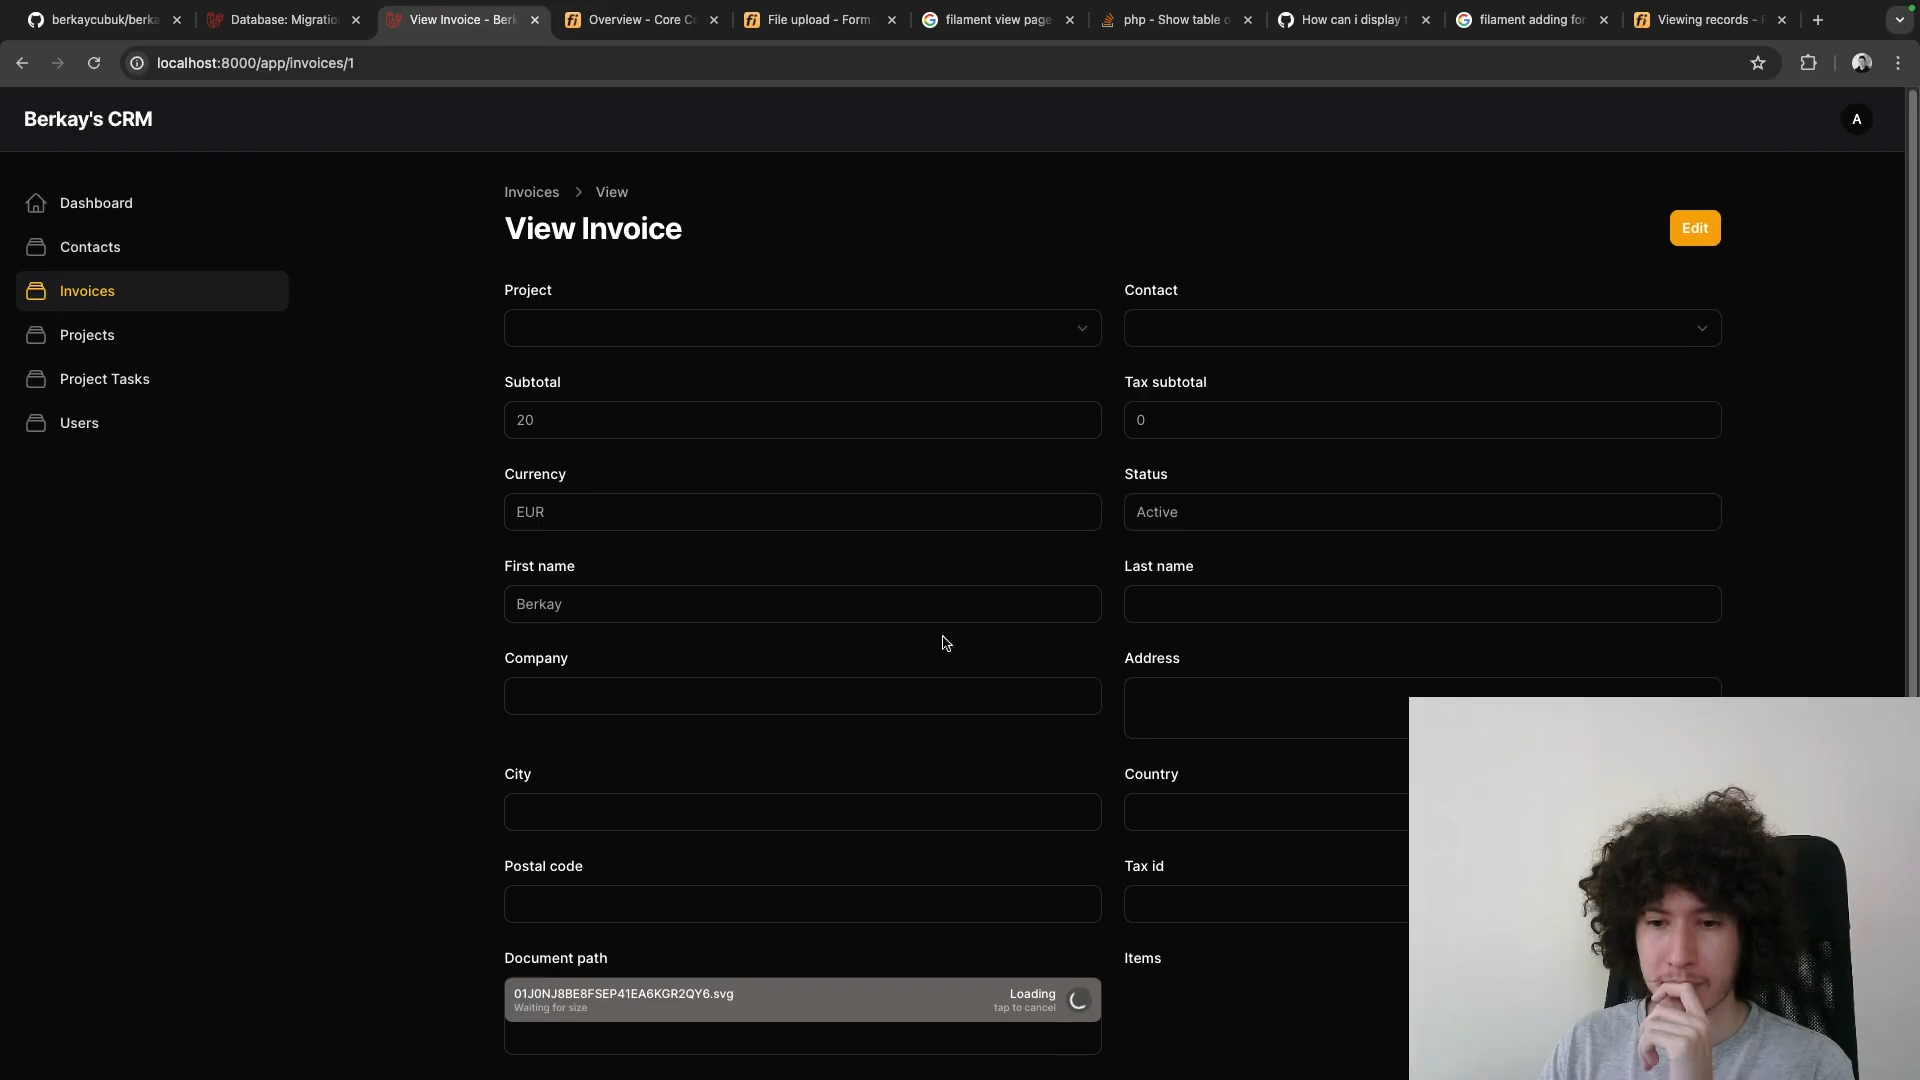 berkaycubuk/berka
Database: Migratio
View Invoice - Berk
Overview - Core Co
File upload - Form
filament view page
php - Show table o
How can i display
filament adding for
Viewing records -
localhost:8000/app/invoices/1
Berkay's CRM
A
Dashboard
Contacts
Invoices
Projects
Project Tasks
Users
Invoices > View
View Invoice
Edit
Project
Contact
Subtotal
Tax subtotal
20
0
Currency
Status
EUR
Active
First name
Last name
Berkay
Company
Address
City
Country
Postal code
Tax id
Document path
Items
01J0NJ8BE8FSEP41EA6KGR2QY6.svg
Loading
Waiting for size
tap to cancel